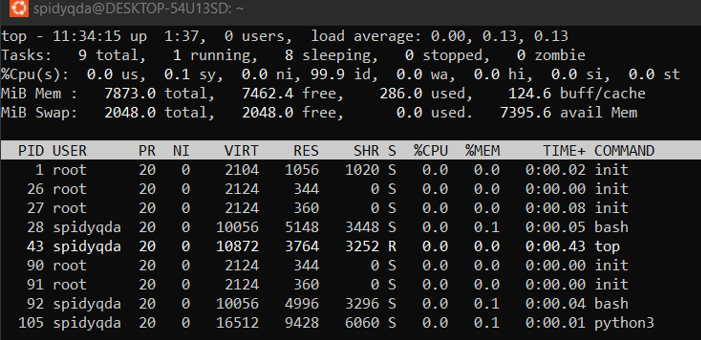 spidyqda@DESKTOP-54U13SD: ~
top - 11:34:15 up  1:37,  0 users,  load average: 0.00, 0.13, 0.13
Tasks:   9 total,   1 running,   8 sleeping,   0 stopped,   0 zombie
%Cpu(s):  0.0 us,  0.1 sy,  0.0 ni, 99.9 id,  0.0 wa,  0.0 hi,  0.0 si,  0.0 st
MiB Mem :   7873.0 total,   7462.4 free,    286.0 used,    124.6 buff/cache
MiB Swap:   2048.0 total,   2048.0 free,      0.0 used.   7395.6 avail Mem
PID USER      PR  NI    VIRT    RES    SHR S  %CPU  %MEM     TIME+ COMMAND
1 root      20   0    2104   1056   1020 S   0.0   0.0   0:00.02 init
26 root      20   0    2124    344      0 S   0.0   0.0   0:00.00 init
27 root      20   0    2124    360      0 S   0.0   0.0   0:00.08 init
28 spidyqda  20   0   10056   5148   3448 S   0.0   0.1   0:00.05 bash
43 spidyqda  20   0   10872   3764   3252 R   0.0   0.0   0:00.43 top
90 root      20   0    2124    344      0 S   0.0   0.0   0:00.00 init
91 root      20   0    2124    360      0 S   0.0   0.0   0:00.00 init
92 spidyqda  20   0   10056   4996   3296 S   0.0   0.1   0:00.04 bash
105 spidyqda  20   0   16512   9428   6060 S   0.0   0.1   0:00.01 python3